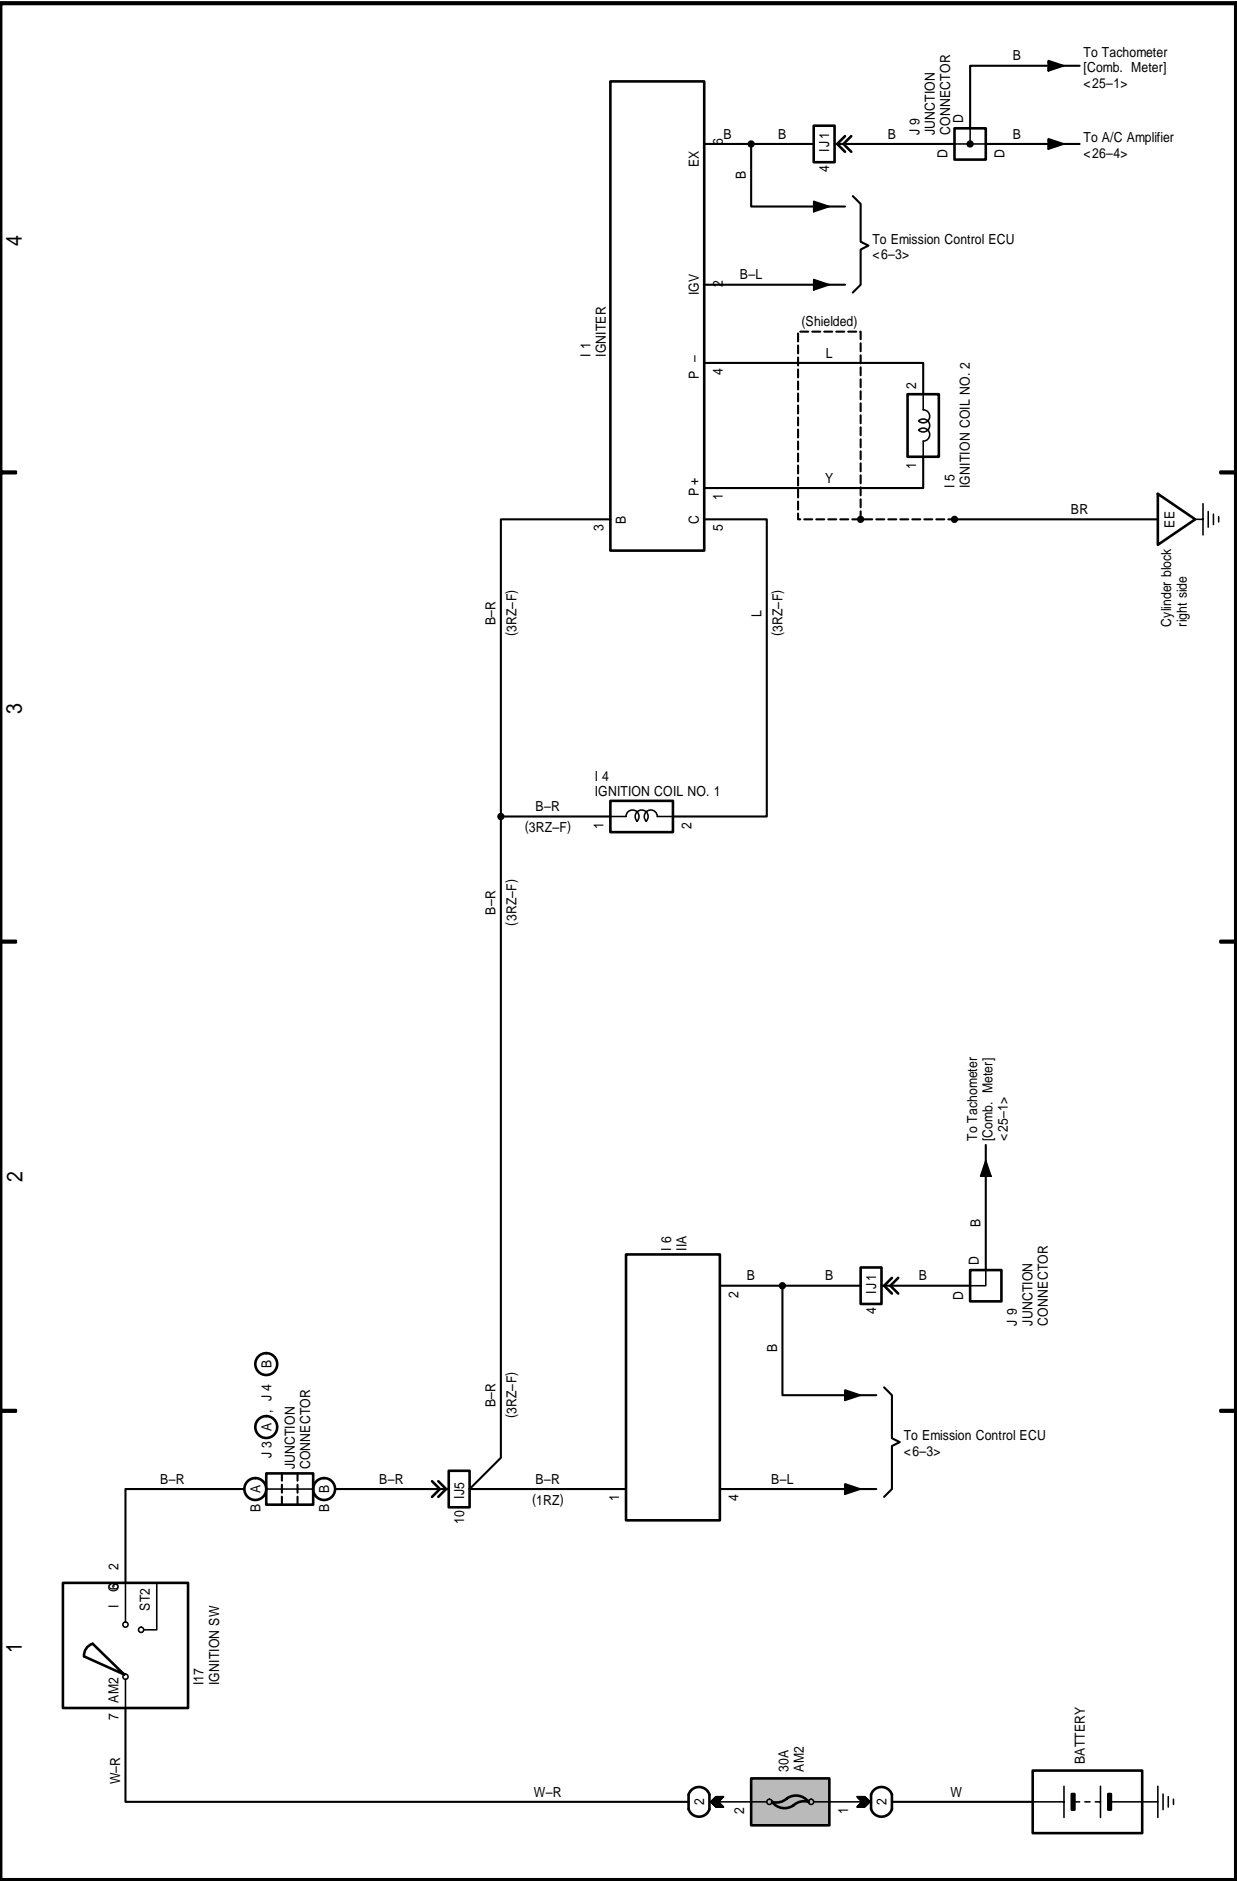 4
3
2
1
To Tachometer
[Comb. Meter]
<25–1>
B
J 9
JUNCTION
CONNECTOR
D
D
D
B
To A/C Amplifier
<26–4>
EX
6
B
B
IJ1
4
B
B
To Emission Control ECU
<6–3>
IGV
2
B–L
I 1
IGNITER
(Shielded)
P –
4
L
2
1
I 5
IGNITION COIL NO. 2
P +
1
Y
3
B
C
5
BR
EE
Cylinder block
right side
B–R
(3RZ–F)
L
(3RZ–F)
I 4
IGNITION COIL NO. 1
B–R
(3RZ–F)
1
2
B–R
(3RZ–F)
To Tachometer
[Comb. Meter]
<25–1>
B
I 6
IIA
2
B
B
IJ1
4
B
D
D
J 9
JUNCTION
CONNECTOR
B
J 3 A , J 4 B
JUNCTION
CONNECTOR
B–R
(3RZ–F)
To Emission Control ECU
<6–3>
B–R
B
A
B
B
B–R
10
IJ5
B–R
(1RZ)
1
4
B–L
2
I G
ST2
AM2
7
I17
IGNITION SW
W–R
W–R
2
2
30A
AM2
1
2
W
BATTERY